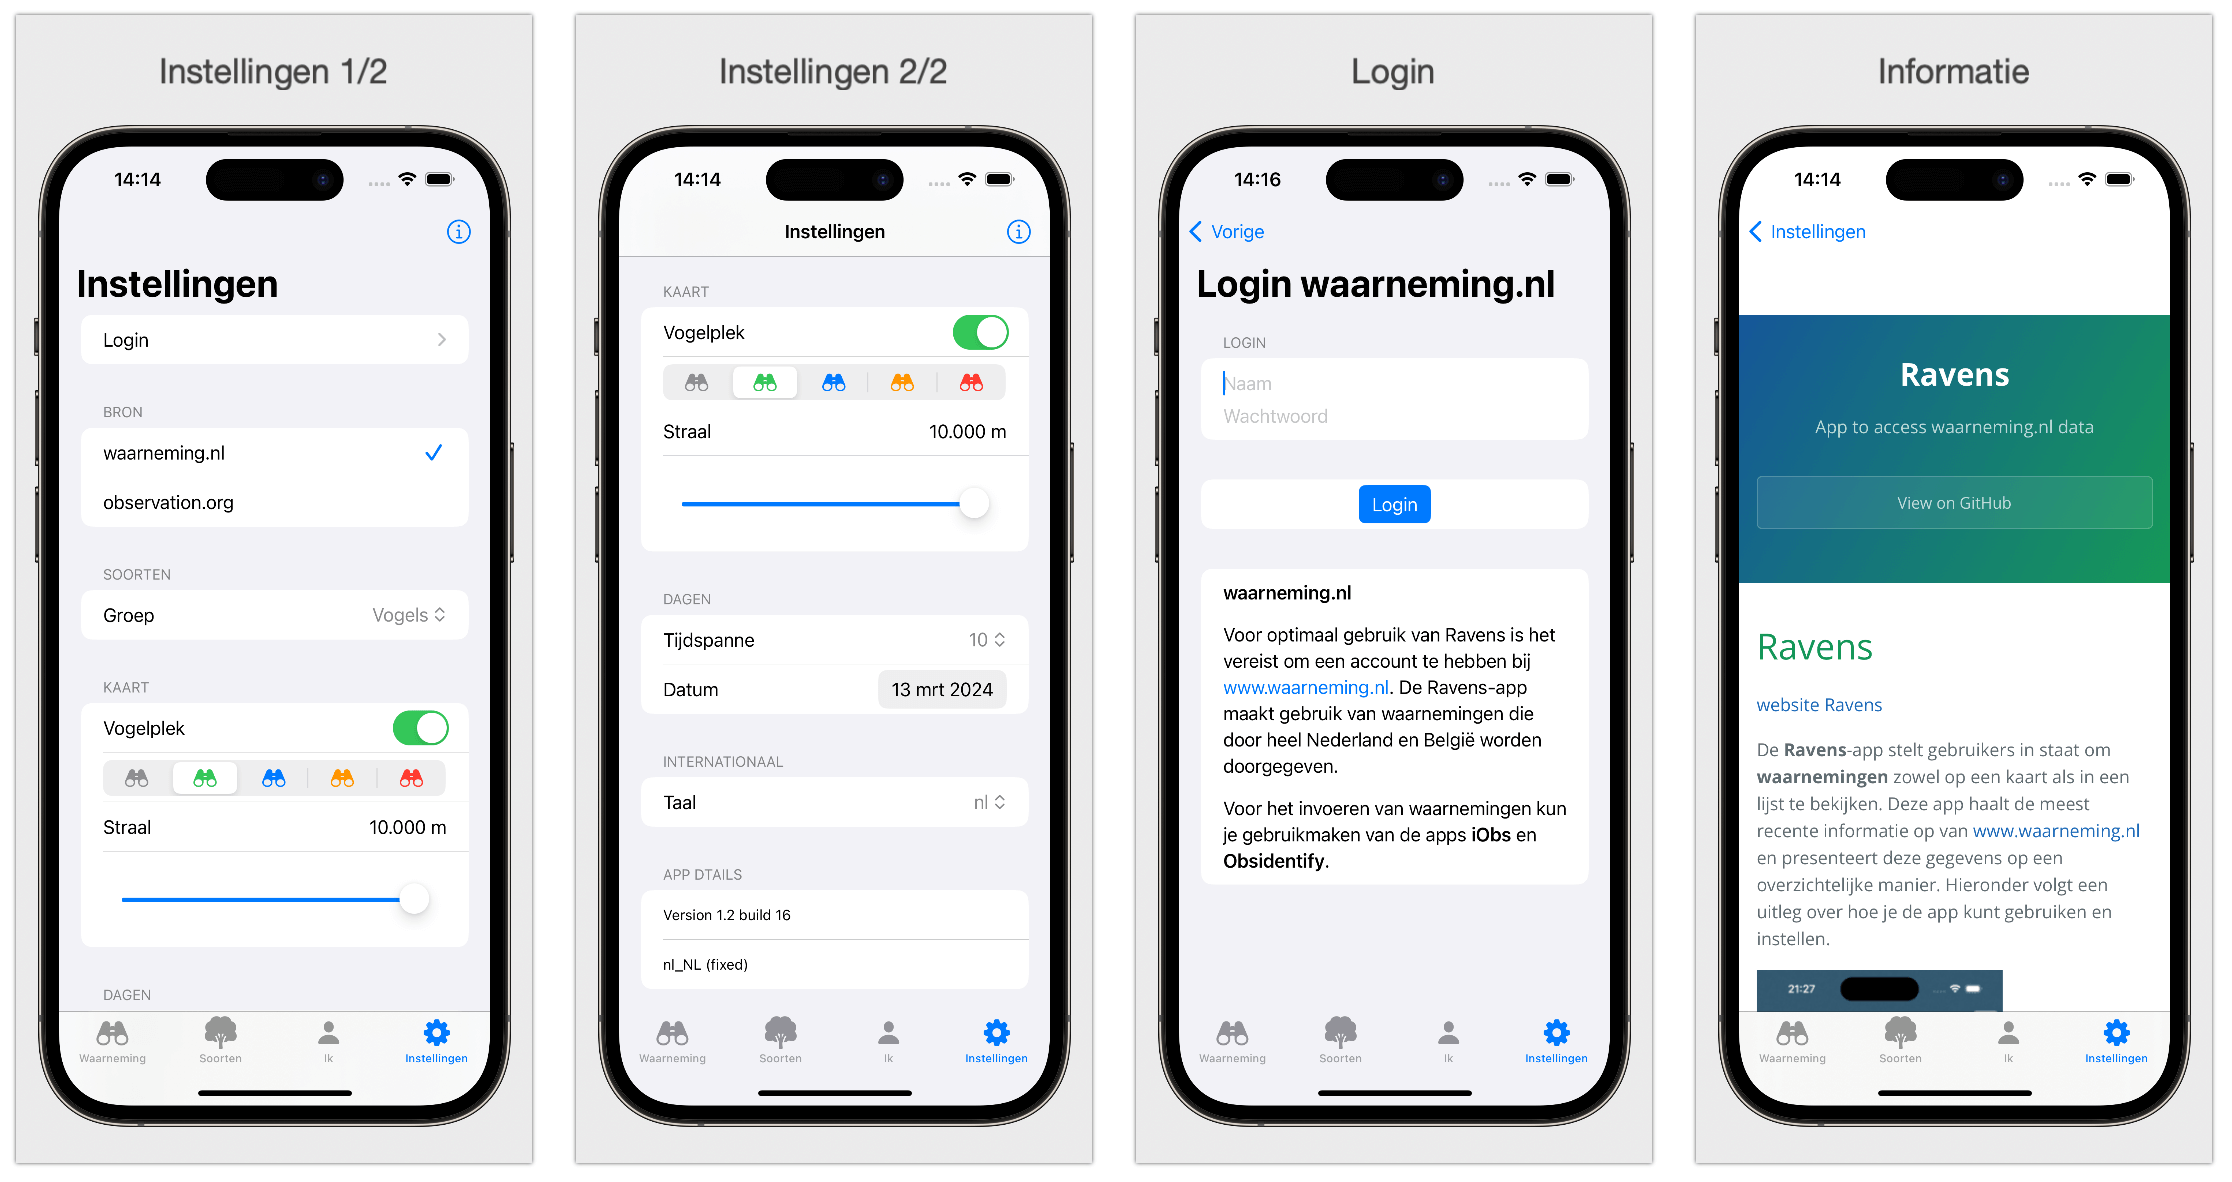 Instellingen 1/2
14:14
Instellingen
Login
BRON
waarneming.nl
observation.org
SOORTEN
Groep Vogels
KAART
Vogelplek
Straal 10.000 m
DAGEN
Waarneming Soorten Ik Instellingen
Instellingen 2/2
14:14
Instellingen
KAART
Vogelplek
Straal 10.000 m
DAGEN
Tijdspanne 10
Datum 13 mrt 2024
INTERNATIONAAL
Taal nl
APP DTAILS
Version 1.2 build 16
nl_NL (fixed)
Waarneming Soorten Ik Instellingen
Login
14:16
Vorige
Login waarneming.nl
LOGIN
Naam
Wachtwoord
Login
waarneming.nl
Voor optimaal gebruik van Ravens is het
vereist om een account te hebben bij
www.waarneming.nl. De Ravens-app
maakt gebruik van waarnemingen die
door heel Nederland en België worden
doorgegeven.
Voor het invoeren van waarnemingen kun
je gebruikmaken van de apps iObs en
Obsidentify.
Waarneming Soorten Ik Instellingen
Informatie
14:14
Instellingen
Ravens
App to access waarneming.nl data
View on GitHub
Ravens
website Ravens
De Ravens-app stelt gebruikers in staat om
waarnemingen zowel op een kaart als in een
lijst te bekijken. Deze app haalt de meest
recente informatie op van www.waarneming.nl
en presenteert deze gegevens op een
overzichtelijke manier. Hieronder volgt een
uitleg over hoe je de app kunt gebruiken en
instellen.
21:27
Waarneming Soorten Ik Instellingen